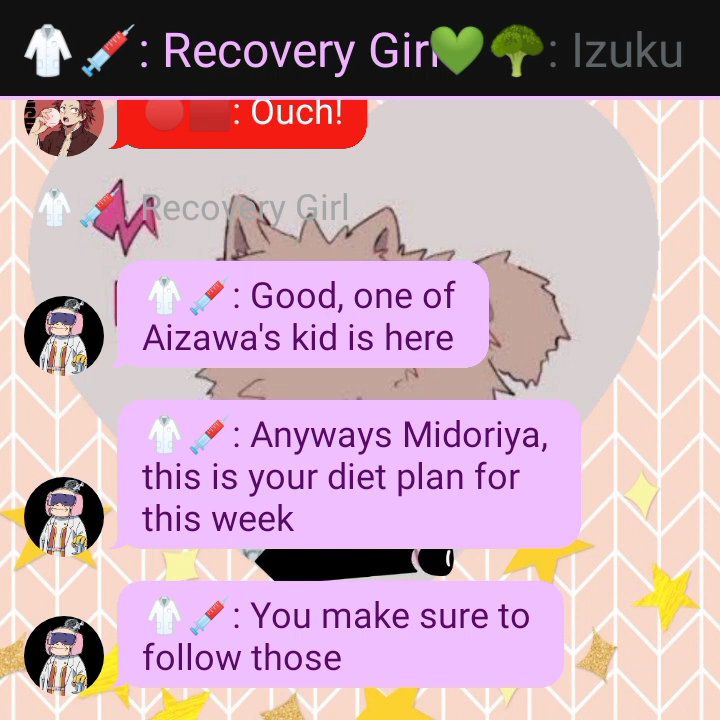 🥼💉: Recovery Girl💚🥦: Izuku
: Ouch!
🥼💉: Recovery Girl
🥼💉: Good, one of
Aizawa's kid is here
🥼💉: Anyways Midoriya,
this is your diet plan for
this week
🥼💉: You make sure to
follow those